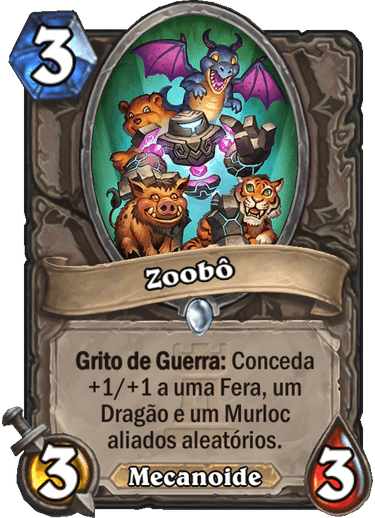 3
Zoobô
Grito de Guerra: Conceda
+1/+1 a uma Fera, um
Dragão e um Murloc
aliados aleatórios.
3
Mecanoide
3